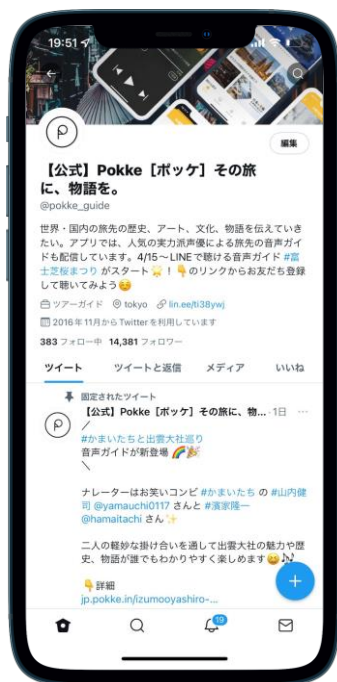 19:51
編集
【公式】Pokke［ポッケ］その旅
に、物語を。
@pokke_guide
世界・国内の旅先の歴史、アート、文化、物語を伝えていき
たい。アプリでは、人気の実力派声優による旅先の音声ガイ
ドも配信しています。4/15〜LINEで聴ける音声ガイド #富
士芝桜まつり がスタート🌟！👇のリンクからお友だち登録
して聴いてみよう😊
ツアーガイド tokyo lin.ee/ti38ywj
2016年11月からTwitterを利用しています
383 フォロー中 14,381 フォロワー
ツイート ツイートと返信 メディア いいね
固定されたツイート
【公式】Pokke［ポッケ］その旅に、物... · 1日 ...
／
#かまいたちと出雲大社巡り
音声ガイドが新登場🌈🎉
＼
ナレーターはお笑いコンビ #かまいたち の #山内健
司 @yamauchi0117 さんと #濱家隆一
@hamaitachi さん✨
二人の軽妙な掛け合いを通して出雲大社の魅力や歴
史、物語が誰でもわかりやすく楽しめます😄🎶
👇詳細
jp.pokke.in/izumooyashiro-...
19